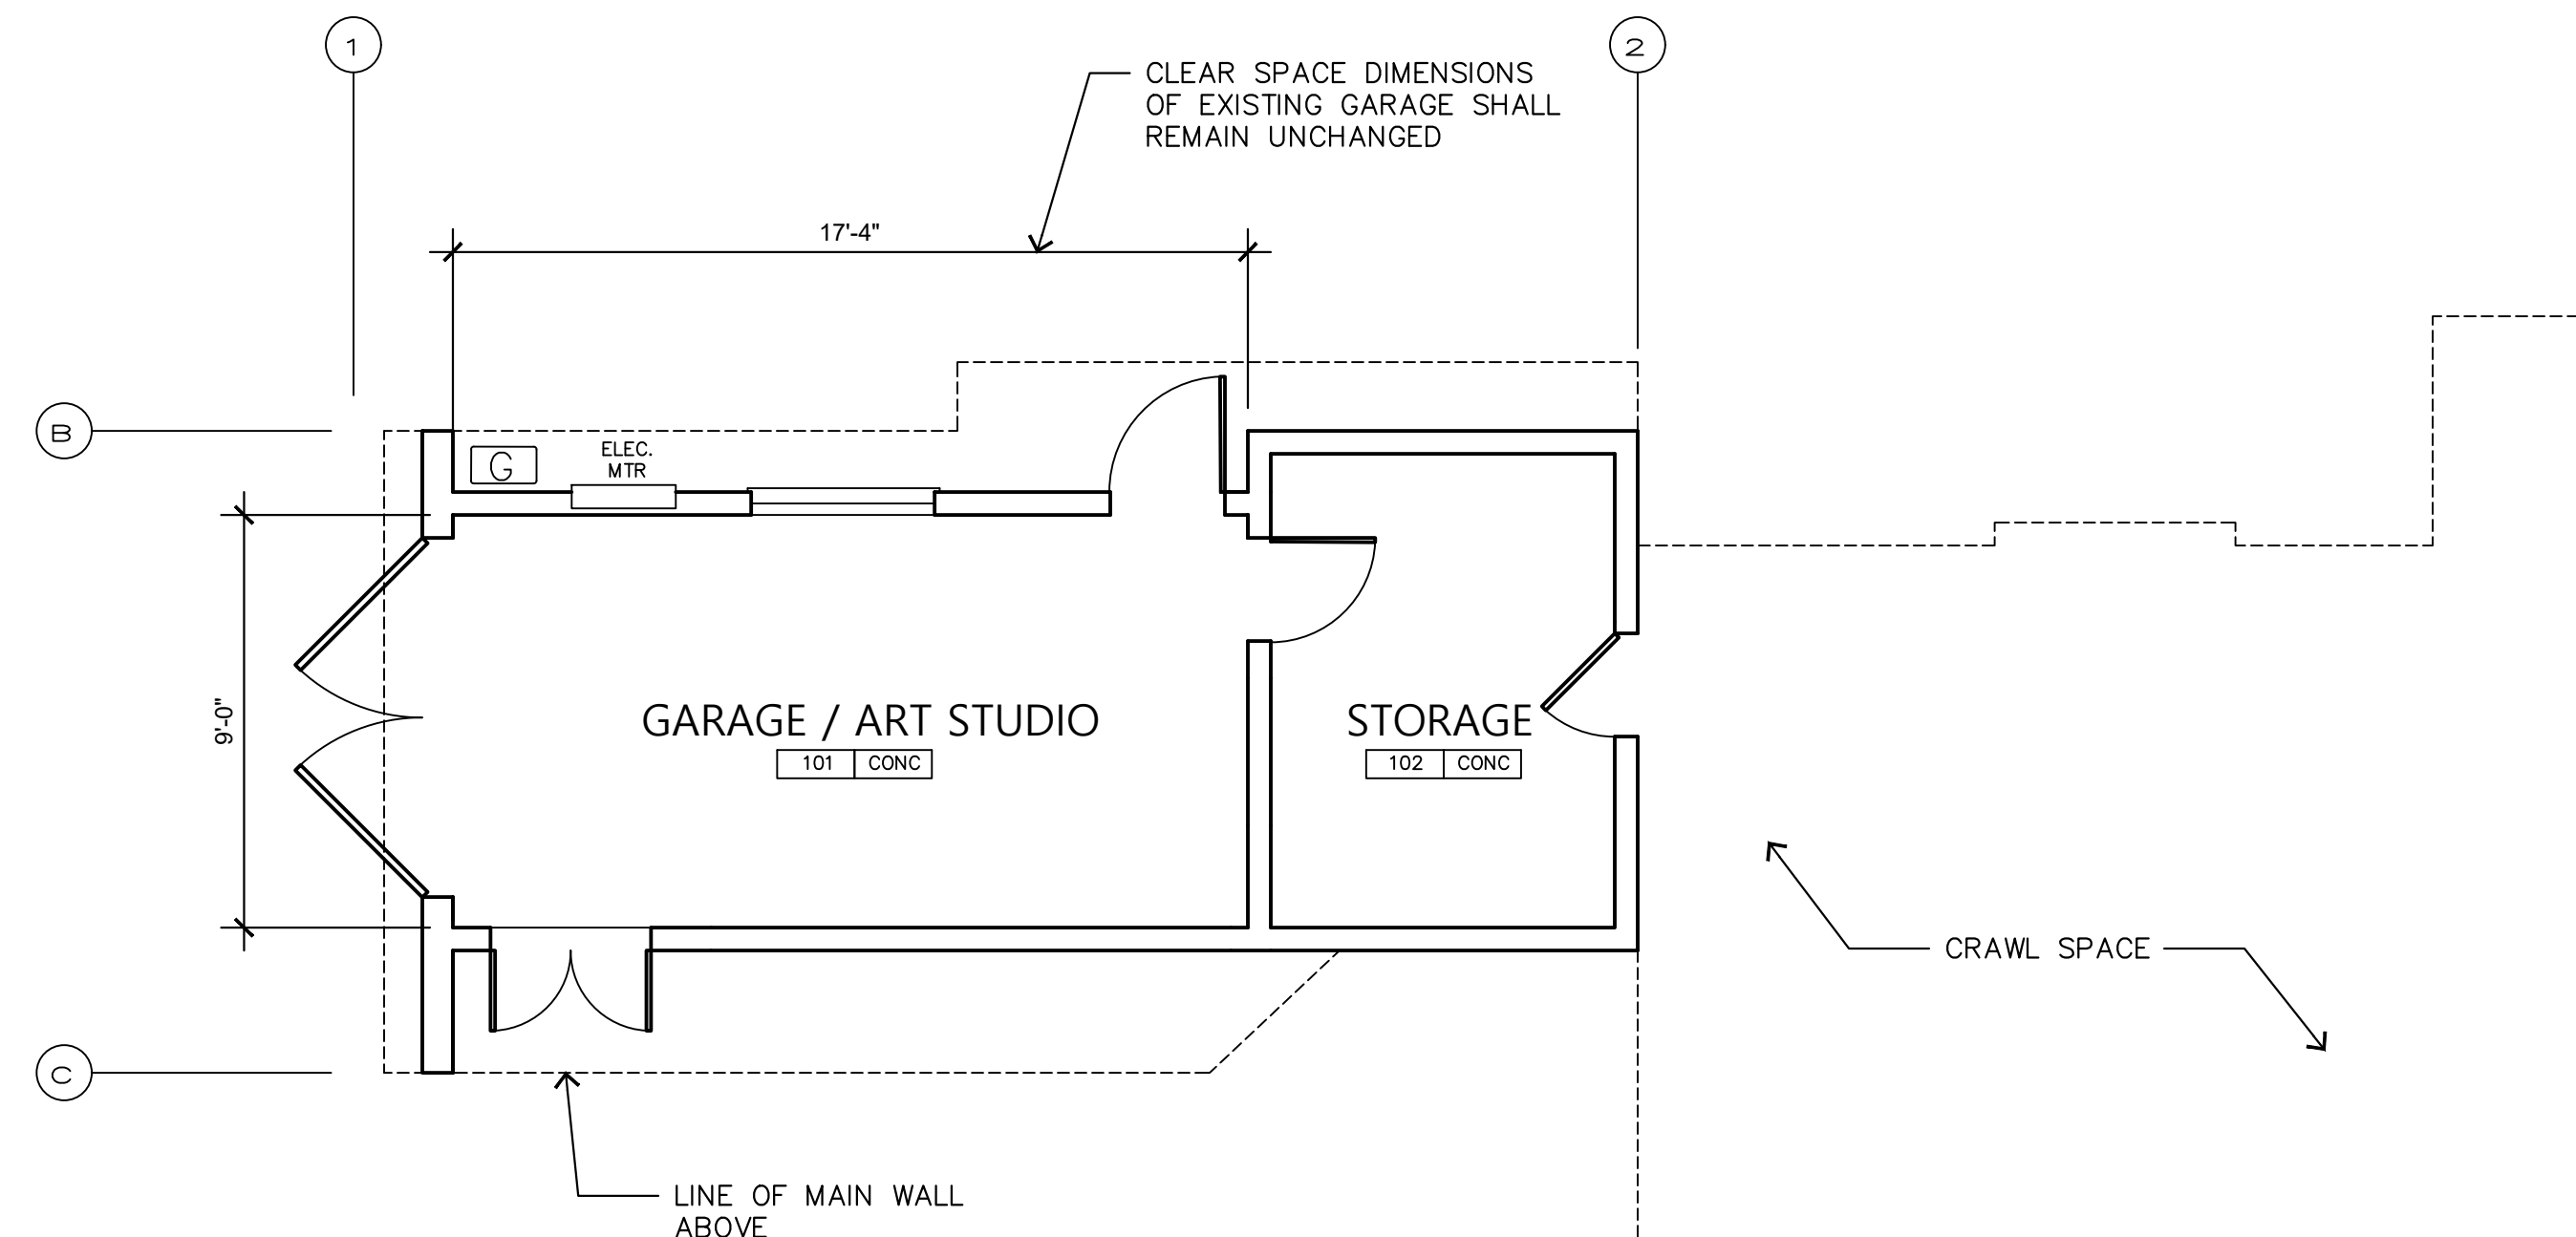 1
2
CLEAR SPACE DIMENSIONS
OF EXISTING GARAGE SHALL
REMAIN UNCHANGED
17'-4"
B
G
ELEC.
MTR
9'-0"
GARAGE / ART STUDIO
101 CONC
STORAGE
102 CONC
CRAWL SPACE
C
LINE OF MAIN WALL
ABOVE